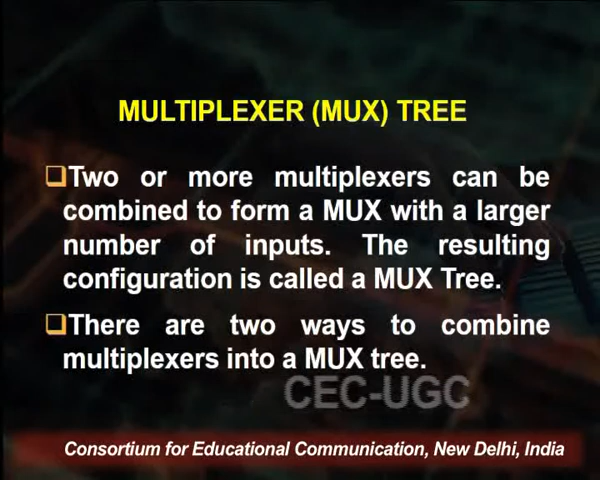 MULTIPLEXER (MUX) TREE
Two or more multiplexers can be
combined to form a MUX with a larger
number of inputs. The resulting
configuration is called a MUX Tree.
There are two ways to combine
multiplexers into a MUX tree.
CEC-UGC
Consortium for Educational Communication, New Delhi, India